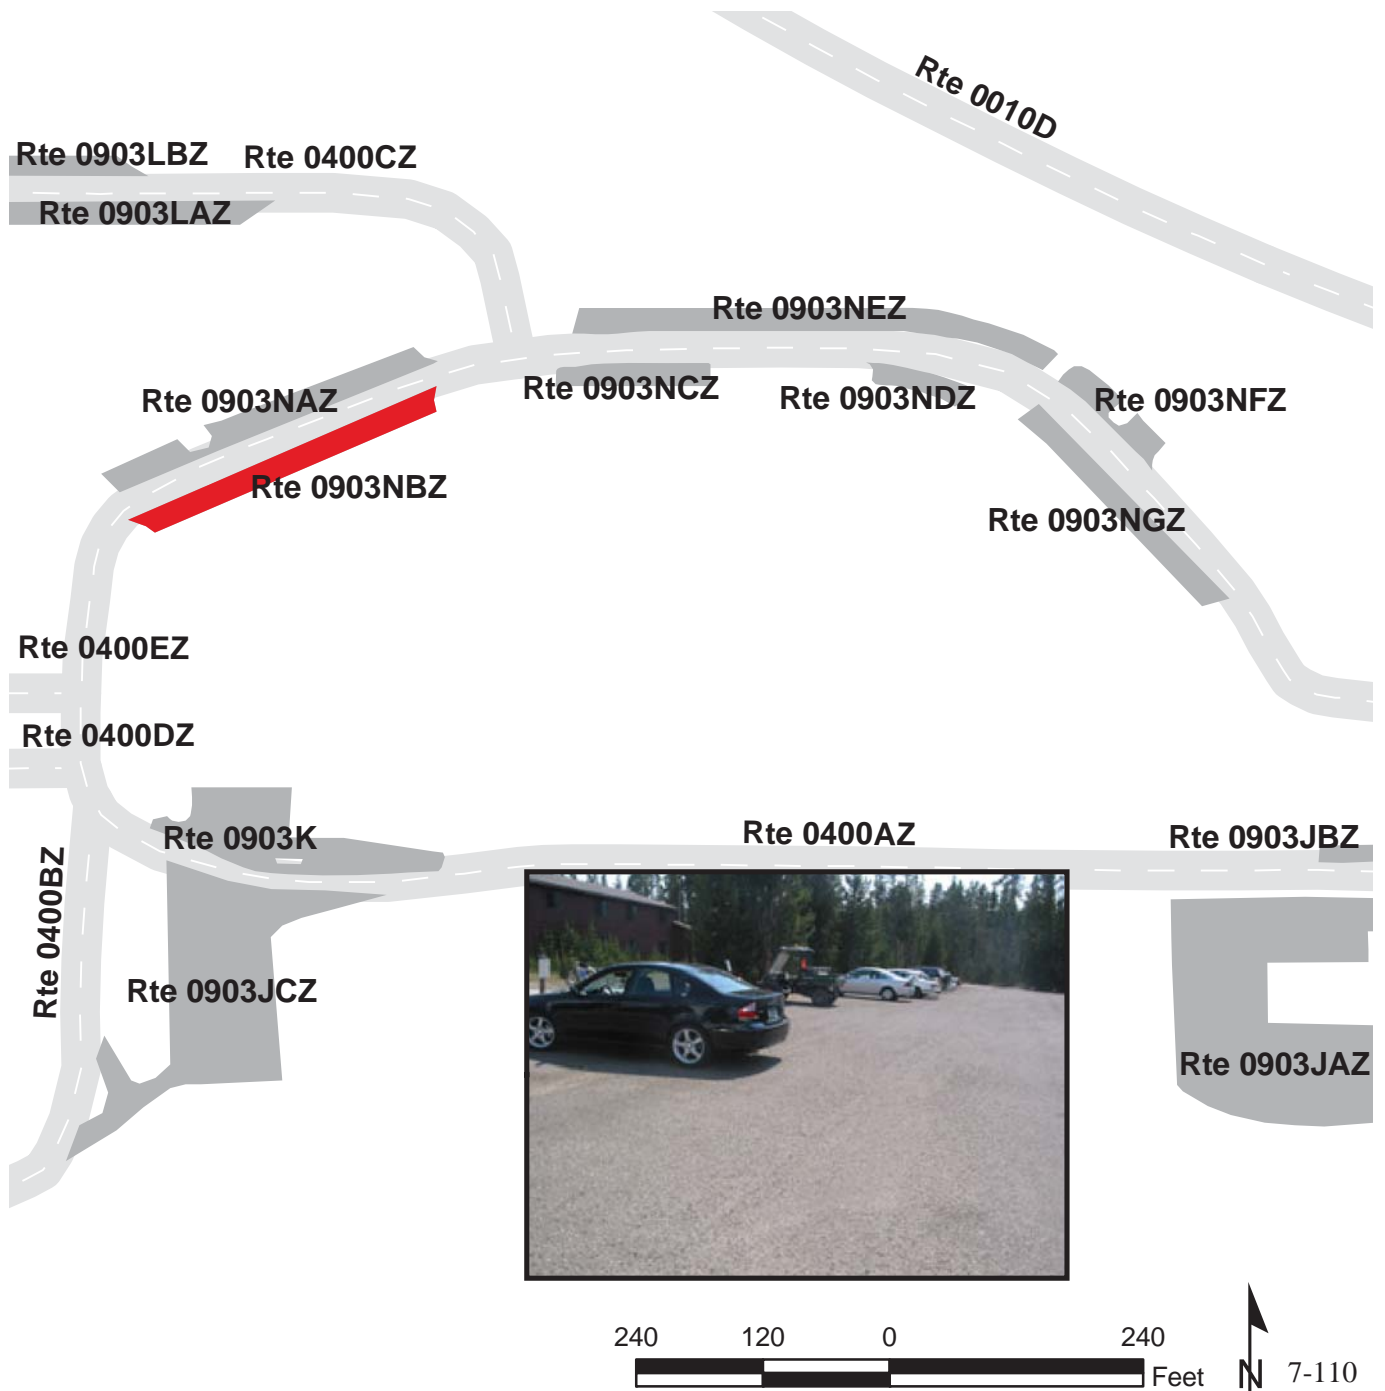 Rte 0010D
Rte 0903LBZ
Rte 0400CZ
Rte 0903LAZ
Rte 0903NEZ
Rte 0903NAZ
Rte 0903NCZ
Rte 0903NDZ
Rte 0903NFZ
Rte 0903NBZ
Rte 0903NGZ
Rte 0400EZ
Rte 0400DZ
Rte 0903K
Rte 0400AZ
Rte 0903JBZ
Rte 0400BZ
Rte 0903JCZ
Rte 0903JAZ
240 120 0 240
Feet
N
7-110